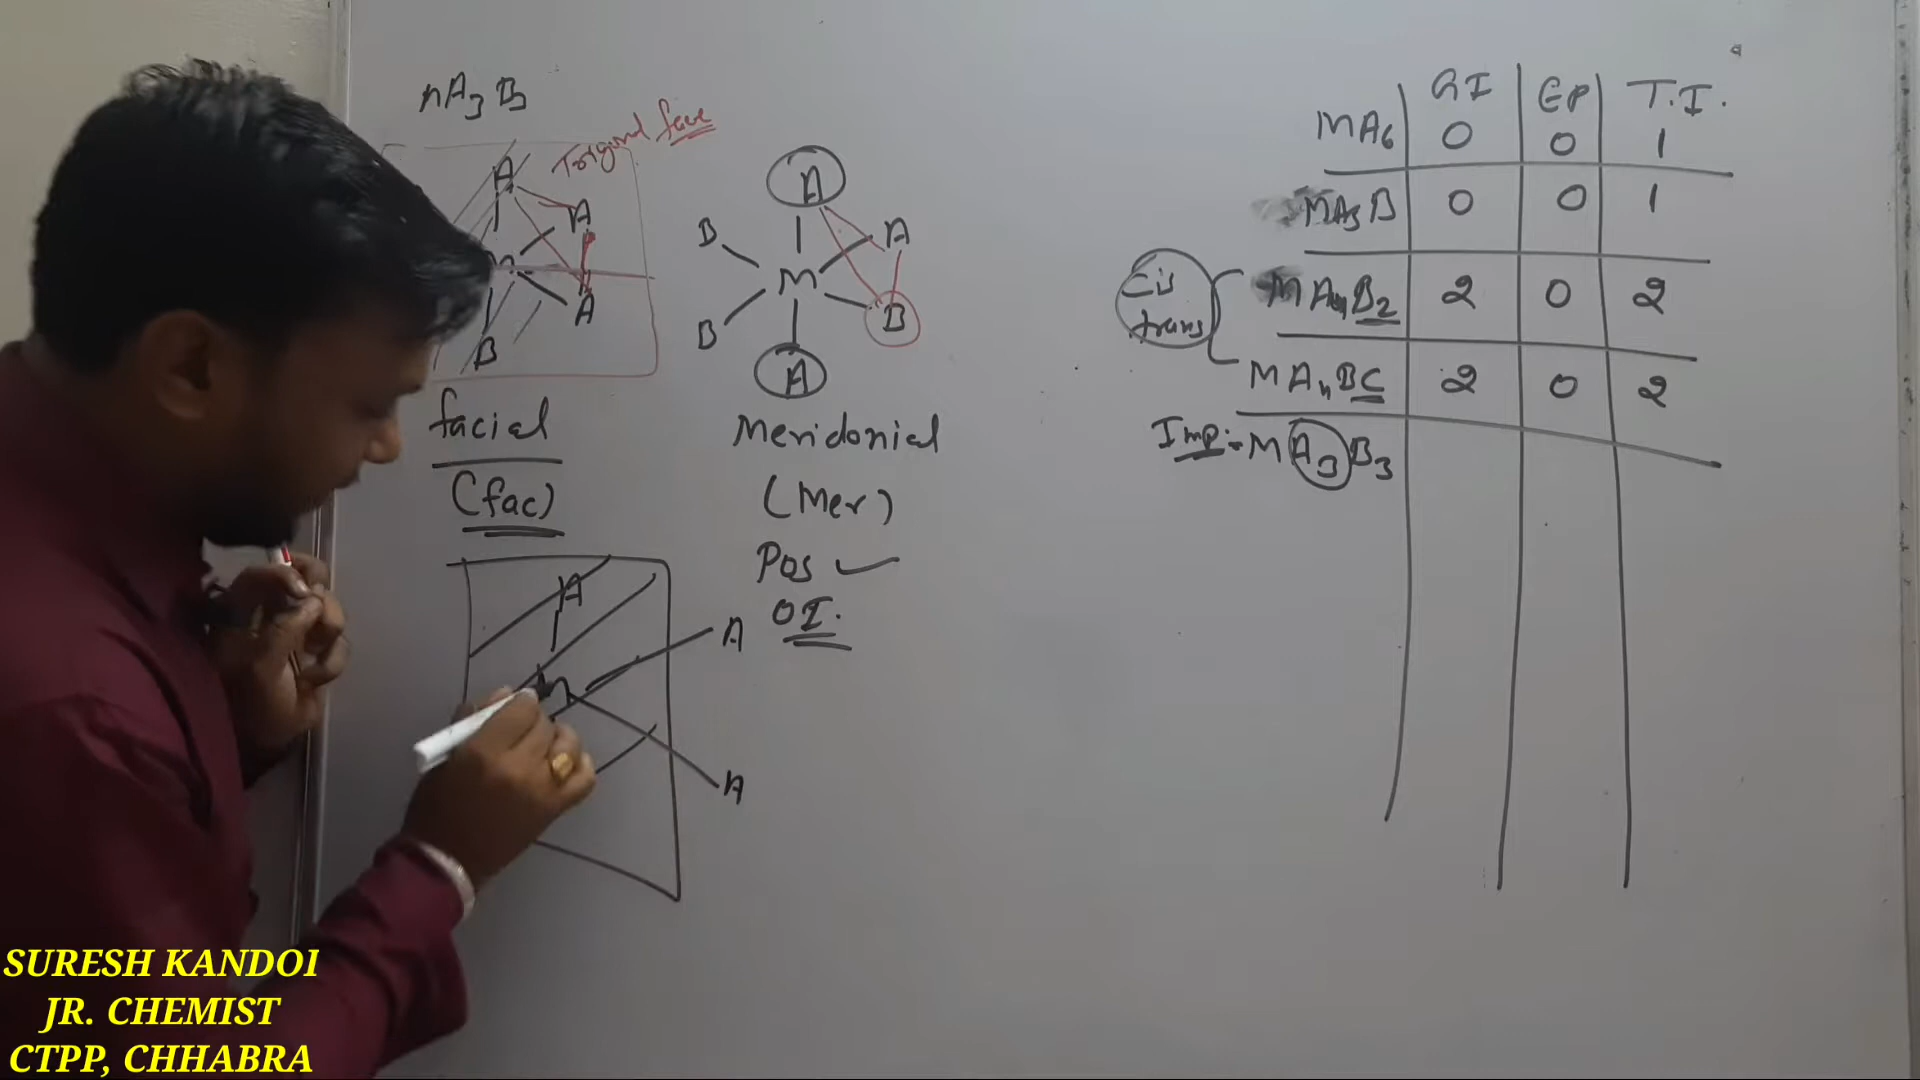 MA3B3
Trigonal face
A
A
A
B
facial
(fac)
A
B
A
M
B
B
A
Meridonial
(Mer)
Pos ✓
OI.
A
M
A
A
GI EP T.I.
MA6 0 0 1
MA5B 0 0 1
Cis
trans
MA4B2 2 0 2
MA4BC 2 0 2
Imp:- MA3B3
SURESH KANDOI
JR. CHEMIST
CTPP, CHHABRA